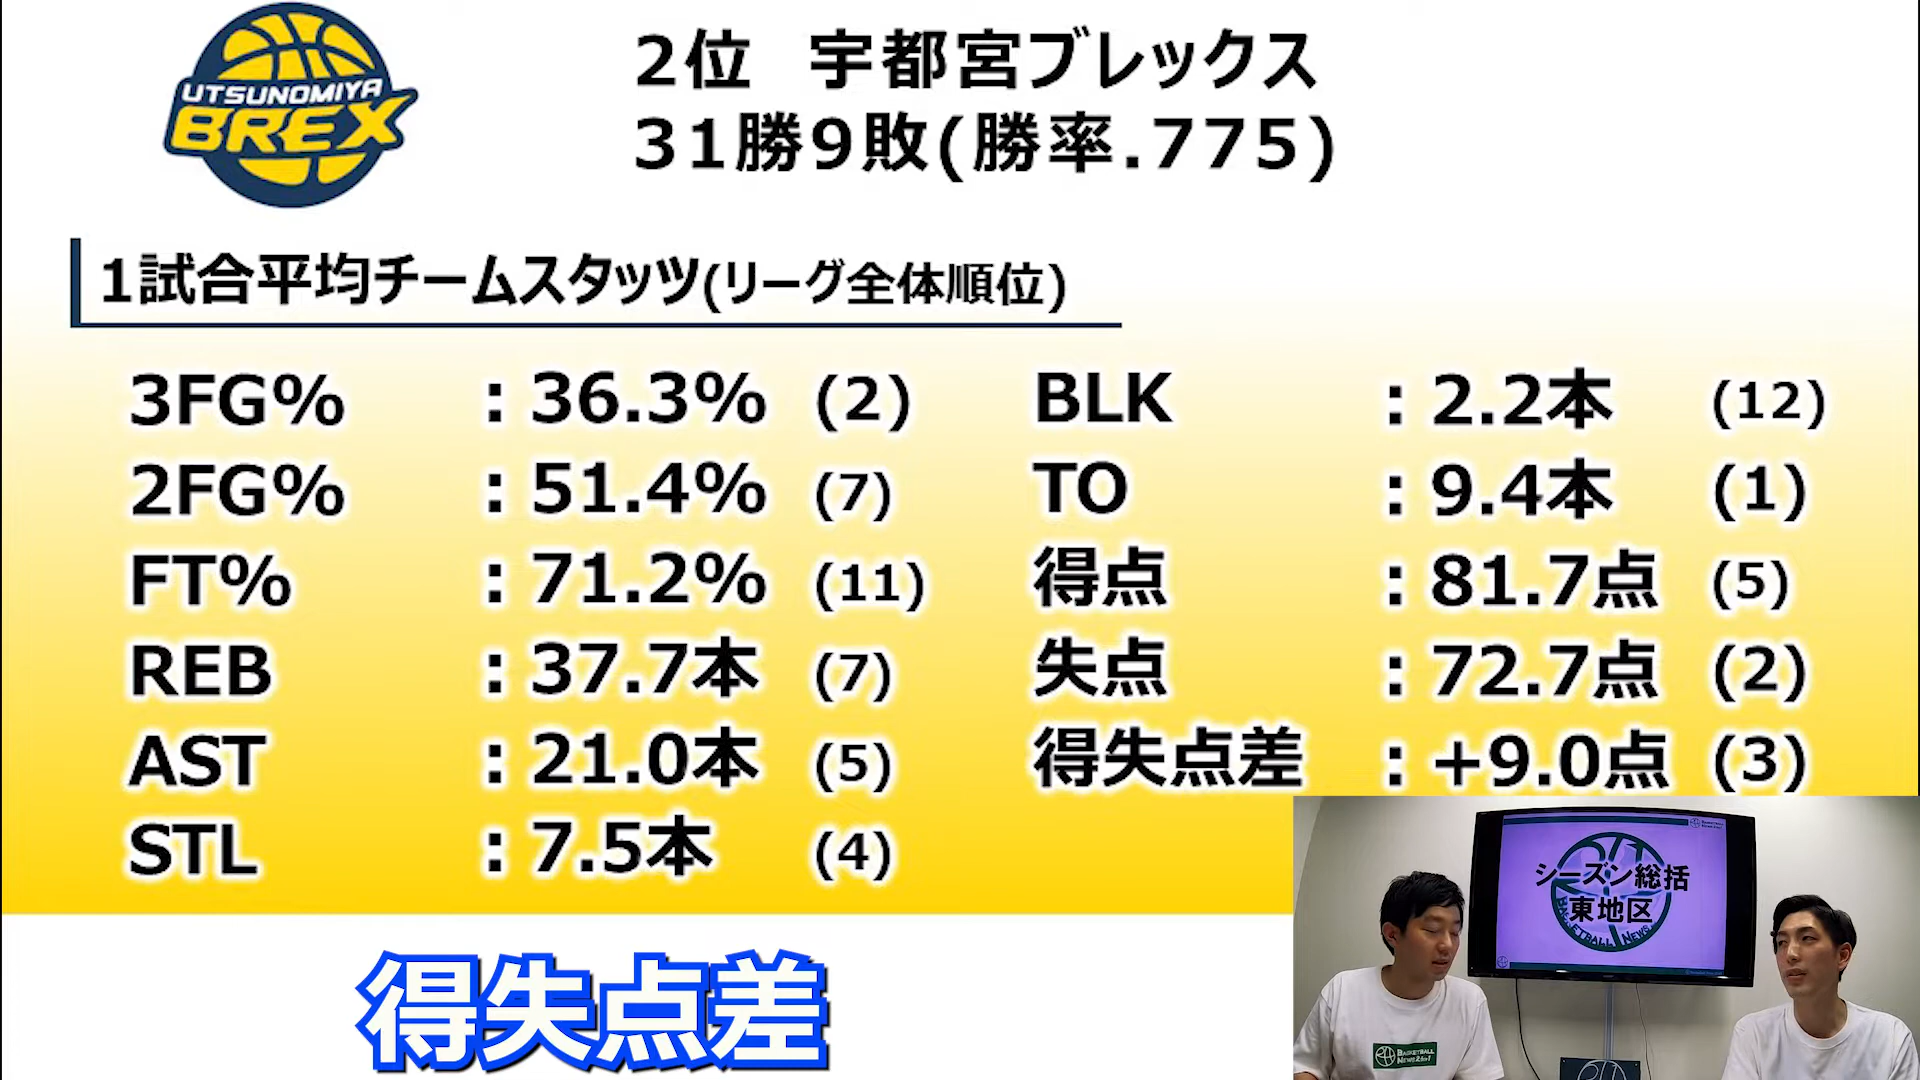 UTSUNOMIYA
BREX
2位 宇都宮ブレックス
31勝9敗(勝率.775)
1試合平均チームスタッツ(リーグ全体順位)
3FG% : 36.3% (2)
2FG% : 51.4% (7)
FT% : 71.2% (11)
REB : 37.7本 (7)
AST : 21.0本 (5)
STL : 7.5本 (4)
BLK : 2.2本 (12)
TO : 9.4本 (1)
得点 : 81.7点 (5)
失点 : 72.7点 (2)
得失点差 : +9.0点 (3)
シーズン総括
東地区
BASKETBALL
NEWS
得失点差